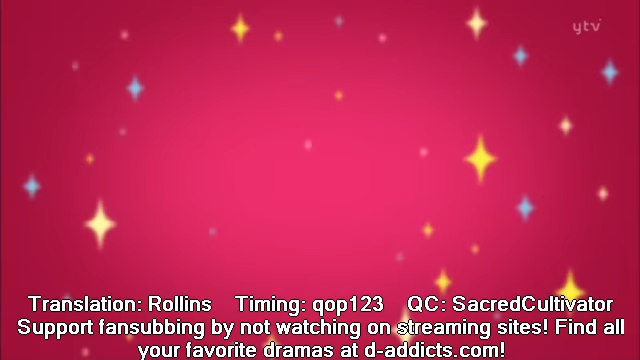 ytv
Translation: Rollins Timing: qop123 QC: SacredCultivator
Support fansubbing by not watching on streaming sites! Find all
your favorite dramas at d-addicts.com!